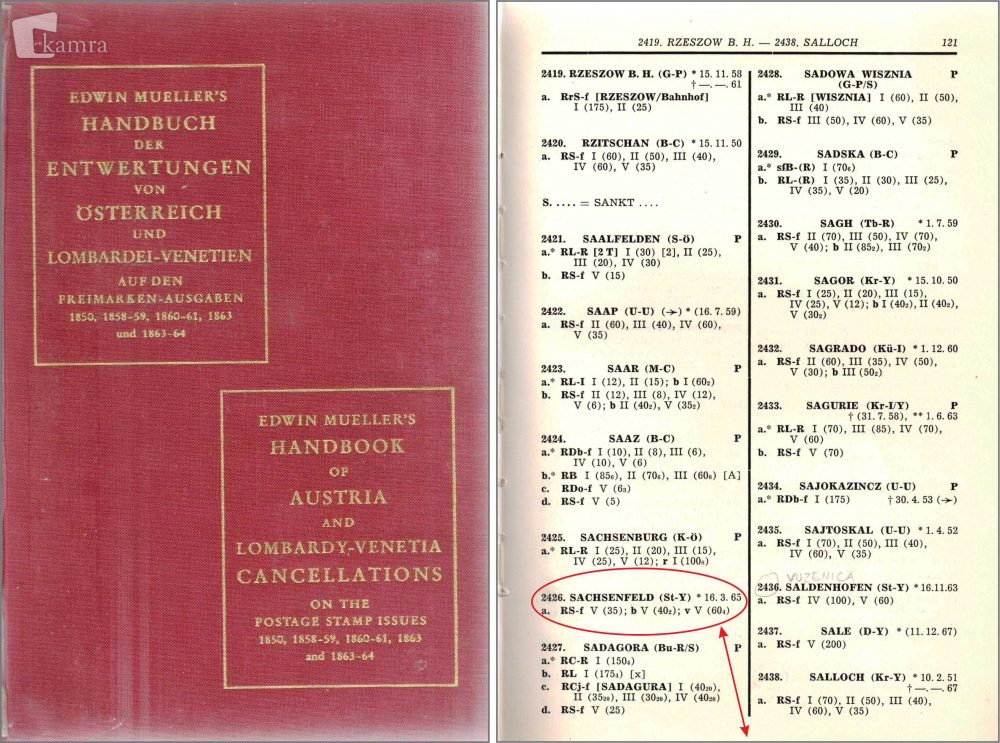 kamra
EDWIN MUELLER'S
HANDBUCH
DER
ENTWERTUNGEN
VON
ÖSTERREICH
UND
LOMBARDEI-VENETIEN
AUF DEN
FREIMARKEN-AUSGABEN
1850, 1858-59, 1860-61, 1863
und 1863-64
EDWIN MUELLER'S
HANDBOOK
OF
AUSTRIA
AND
LOMBARDY-VENETIA
CANCELLATIONS
ON THE
POSTAGE STAMP ISSUES
1850, 1858-59, 1860-61, 1863
and 1863-64
2419. RZESZOW B. H. — 2438. SALLOCH 121
2419. RZESZOW B. H. (G-P) * 15. 11. 58
† —. —. 61
a. RrS-f [RZESZOW/Bahnhof]
I (175), II (25)
2420. RZITSCHAN (B-C) * 15. 11. 50
a. RS-f I (60), II (50), III (40),
IV (60), V (35)
S. . . . . = SANKT . . . .
2421. SAALFELDEN (S-ö) P
a.* RL-R [2 T] I (30) [2], II (25),
III (20), IV (30)
b. RS-f V (15)
2422. SAAP (U-U) (→) * (16. 7. 59)
a. RS-f II (60), III (40), IV (60),
V (35)
2423. SAAR (M-C) P
a.* RL-I I (12), II (15); b I (60₂)
b. RS-f II (12), III (8), IV (12),
V (6); b II (40₂), V (35₂)
2424. SAAZ (B-C) P
a.* RDb-f I (10), II (8), III (6),
IV (10), V (6)
b.* RB I (85₆), II (70₆), III (60₆) [A]
c. RDo-f V (6₃)
d. RS-f V (5)
2425. SACHSENBURG (K-ö) P
a.* RL-R I (25), II (20), III (15),
IV (25), V (12); r I (100₈)
2426. SACHSENFELD (St-Y) * 16. 3. 65
a. RS-f V (35); b V (40₂); v V (60₄)
2427. SADAGORA (Bu-R/S) P
a.* RC-R I (150₄)
b. RL I (175₄) [x]
c. RCj-f [SADAGURA] I (40₂₀),
II (35₂₀), III (30₂₀), IV (40₂₀)
d. RS-f V (25)
2428. SADOWA WISZNIA P
(G-P/S)
a.* RL-R [WISZNIA] I (60), II (50),
III (40)
b. RS-f III (50), IV (60), V (35)
2429. SADSKA (B-C) P
a.* sfB-(R) I (70₆)
b. RL-(R) I (35), II (30), III (25),
IV (35), V (20)
2430. SAGH (Tb-R) * 1. 7. 59
a. RS-f II (70), III (50), IV (70),
V (40); b II (85₂), III (70₂)
2431. SAGOR (Kr-Y) * 15. 10. 50
a. RS-f I (25), II (20), III (15),
IV (25), V (12); b I (40₂), II (40₂),
V (30₂)
2432. SAGRADO (Kü-I) * 1. 12. 60
a. RS-f II (60), III (35), IV (50),
V (30); b III (50₂)
2433. SAGURIE (Kr-I/Y) P
† (31. 7. 58), ** 1. 6. 63
a.* RL-R I (70), III (85), IV (70),
V (60)
b. RS-f V (70)
2434. SAJOKAZINCZ (U-U) P
a.* RDb-f I (175) † 30. 4. 53 (→)
2435. SAJTOSKAL (U-U) * 1. 4. 52
a. RS-f I (70), II (50), III (40),
IV (60), V (35)
VUZENICA
2436. SALDENHOFEN (St-Y) * 16.11.63
a. RS-f IV (100), V (60)
2437. SALE (D-Y) * (11. 12. 67)
a. RS-f V (200)
2438. SALLOCH (Kr-Y) * 10. 2. 51
† —. —. 67
a. RS-f I (70), II (50), III (40),
IV (60), V (35)